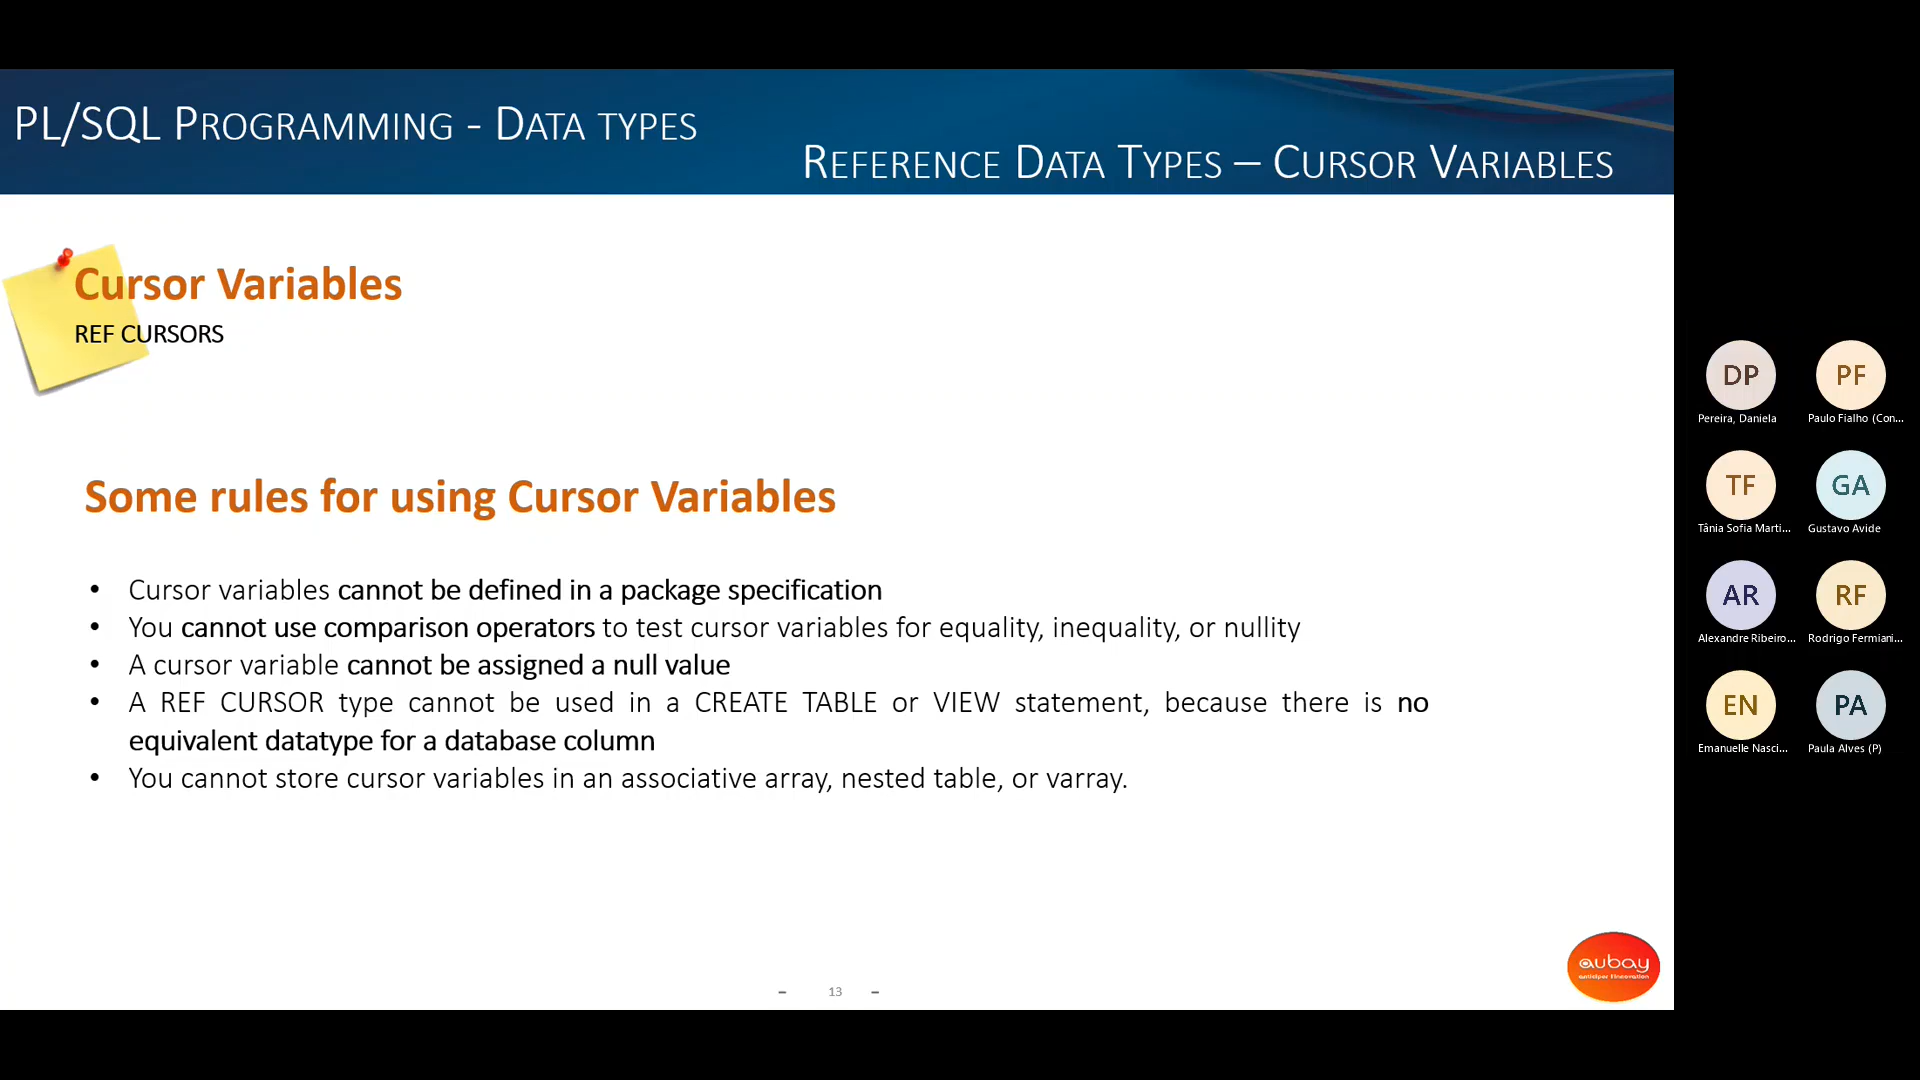 PL/SQL PROGRAMMING - DATA TYPES
REFERENCE DATA TYPES – CURSOR VARIABLES
Cursor Variables
REF CURSORS
Some rules for using Cursor Variables
• Cursor variables cannot be defined in a package specification
• You cannot use comparison operators to test cursor variables for equality, inequality, or nullity
• A cursor variable cannot be assigned a null value
• A REF CURSOR type cannot be used in a CREATE TABLE or VIEW statement, because there is no
equivalent datatype for a database column
• You cannot store cursor variables in an associative array, nested table, or varray.
– 13 –
aubay
anticiper l'innovation
DP
Pereira, Daniela
PF
Paulo Fialho (Con...
TF
Tânia Sofia Marti...
GA
Gustavo Avide
AR
Alexandre Ribeiro...
RF
Rodrigo Fermiani...
EN
Emanuelle Nasci...
PA
Paula Alves (P)